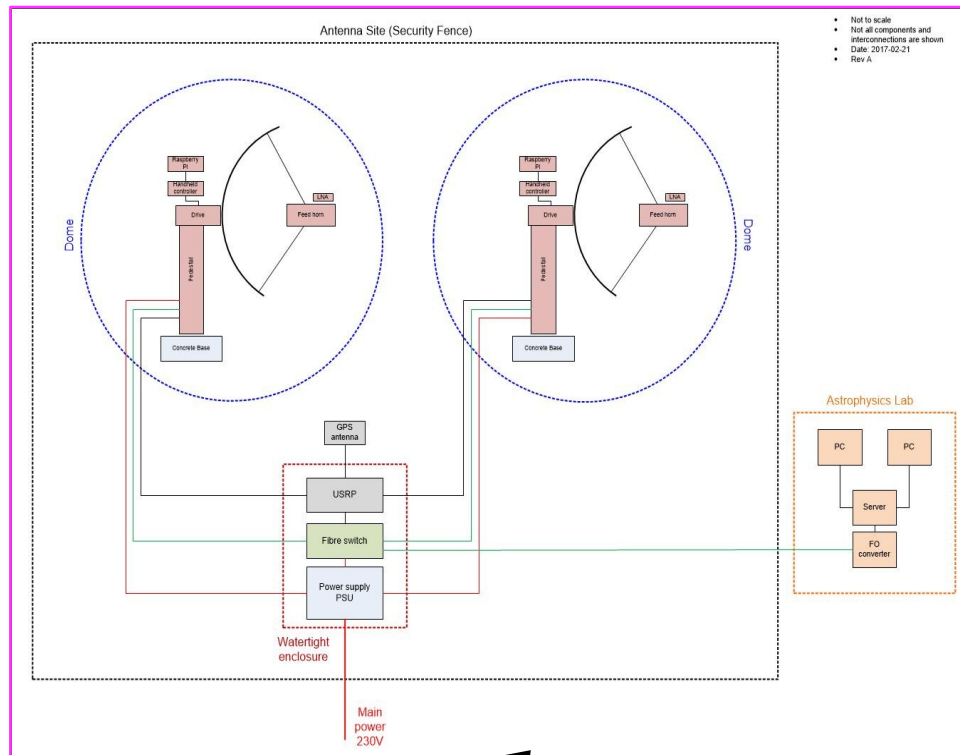 Antenna Site (Security Fence)
• Not to scale
• Not all components and
interconnections are shown
• Date: 2017-02-21
• Rev A
Dome
Raspberry
PI
Handheld
controller
Drive
Pedestal
Concrete Base
LNA
Feed horn
Raspberry
PI
Handheld
controller
Drive
Pedestal
Concrete Base
LNA
Feed horn
Dome
GPS
antenna
USRP
Fibre switch
Power supply
PSU
Watertight
enclosure
Main
power
230V
Astrophysics Lab
PC
PC
Server
FO
converter